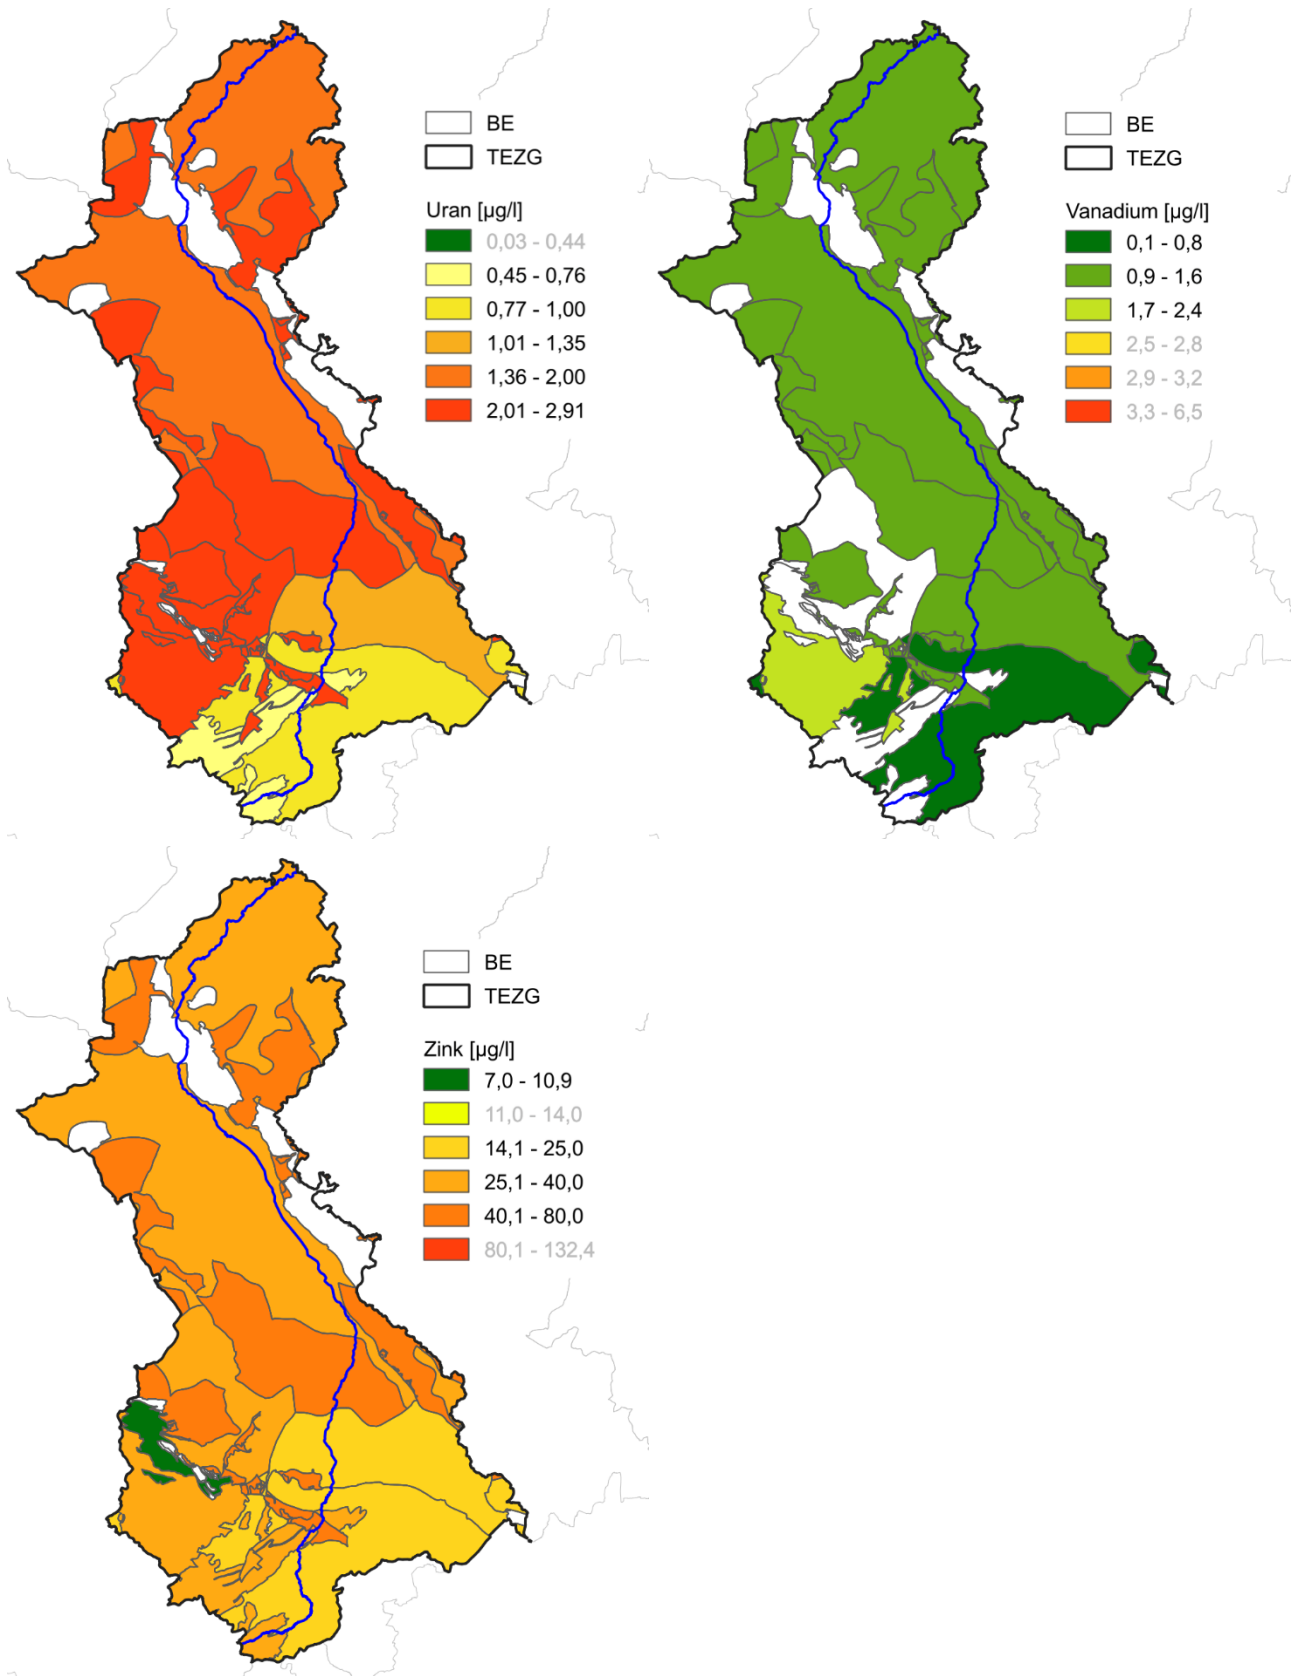 BE
TEZG
Uran [µg/l]
0,03 - 0,44
0,45 - 0,76
0,77 - 1,00
1,01 - 1,35
1,36 - 2,00
2,01 - 2,91
BE
TEZG
Vanadium [µg/l]
0,1 - 0,8
0,9 - 1,6
1,7 - 2,4
2,5 - 2,8
2,9 - 3,2
3,3 - 6,5
BE
TEZG
Zink [µg/l]
7,0 - 10,9
11,0 - 14,0
14,1 - 25,0
25,1 - 40,0
40,1 - 80,0
80,1 - 132,4